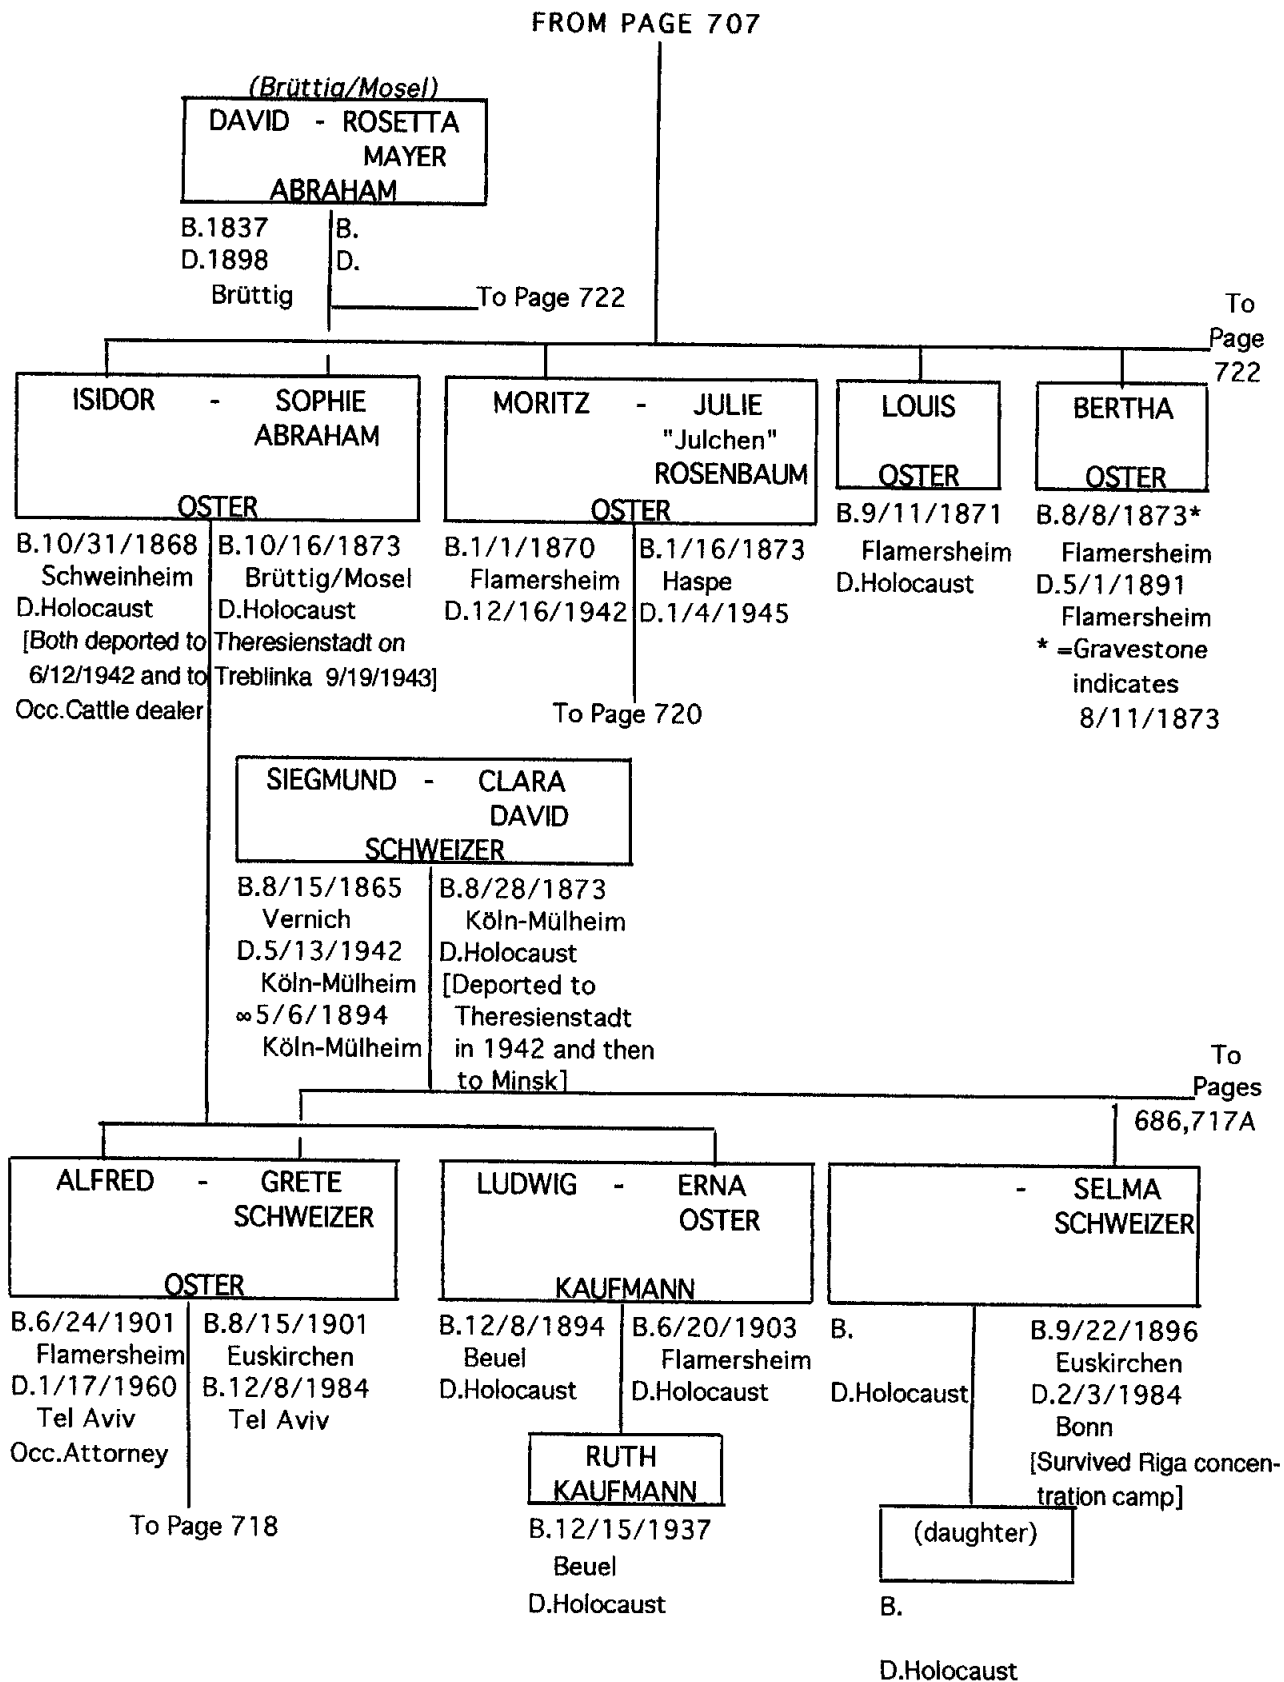 FROM PAGE 707
(Brüttig/Mosel)
DAVID - ROSETTA
MAYER
ABRAHAM
B.1837 B.
D.1898 D.
Brüttig
To Page 722
To
Page
722
ISIDOR - SOPHIE
ABRAHAM
OSTER
B.10/31/1868 B.10/16/1873
Schweinheim Brüttig/Mosel
D.Holocaust D.Holocaust
[Both deported to Theresienstadt on
6/12/1942 and to Treblinka 9/19/1943]
Occ.Cattle dealer
MORITZ - JULIE
"Julchen"
ROSENBAUM
OSTER
B.1/1/1870 B.1/16/1873
Flamersheim Haspe
D.12/16/1942 D.1/4/1945
To Page 720
LOUIS
OSTER
B.9/11/1871
Flamersheim
D.Holocaust
BERTHA
OSTER
B.8/8/1873*
Flamersheim
D.5/1/1891
Flamersheim
* =Gravestone
indicates
8/11/1873
SIEGMUND - CLARA
DAVID
SCHWEIZER
B.8/15/1865 B.8/28/1873
Vernich Köln-Mülheim
D.5/13/1942 D.Holocaust
Köln-Mülheim [Deported to
∞5/6/1894 Theresienstadt
Köln-Mülheim in 1942 and then
to Minsk]
To
Pages
686,717A
ALFRED - GRETE
SCHWEIZER
OSTER
B.6/24/1901 B.8/15/1901
Flamersheim Euskirchen
D.1/17/1960 B.12/8/1984
Tel Aviv Tel Aviv
Occ.Attorney
To Page 718
LUDWIG - ERNA
OSTER
KAUFMANN
B.12/8/1894 B.6/20/1903
Beuel Flamersheim
D.Holocaust D.Holocaust
RUTH
KAUFMANN
B.12/15/1937
Beuel
D.Holocaust
- SELMA
SCHWEIZER
B. B.9/22/1896
Euskirchen
D.Holocaust D.2/3/1984
Bonn
[Survived Riga concen-
tration camp]
(daughter)
B.
D.Holocaust